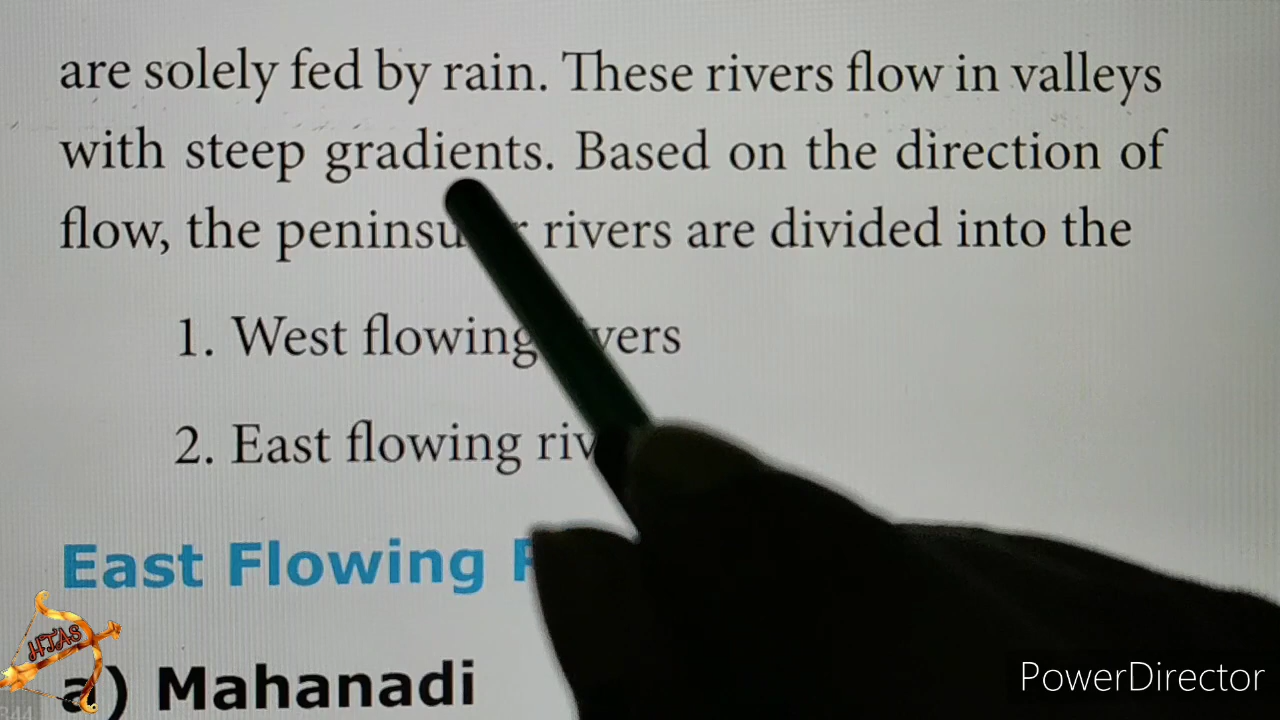 are solely fed by rain. These rivers flow in valleys
with steep gradients. Based on the direction of
flow, the rivers are divided into the
1. West flowing
2. East flowing
East Flowing
a) Mahanadi
HTAS
PowerDirector